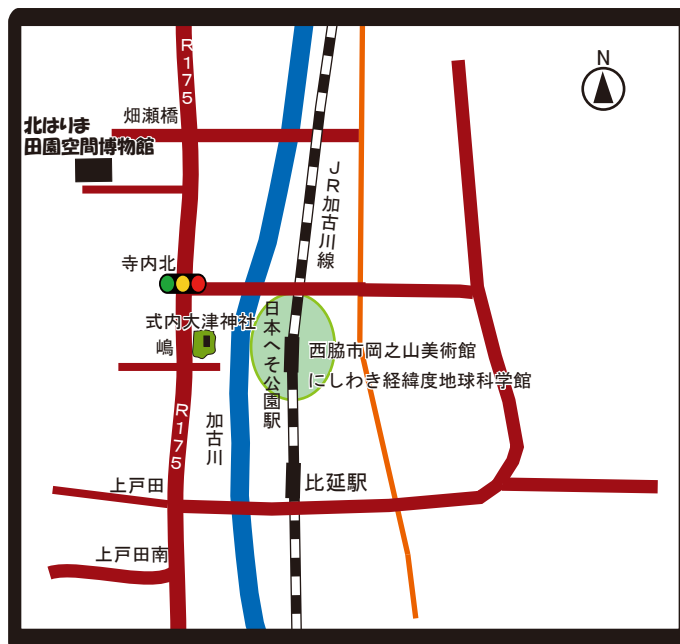 R175
N
畑瀬橋
北はりま
田園空間博物館
JR加古川線
寺内北
式内大津神社
嶋
日本へそ公園駅
西脇市岡之山美術館
にしわき経緯度地球科学館
R175
加古川
上戸田
比延駅
上戸田南